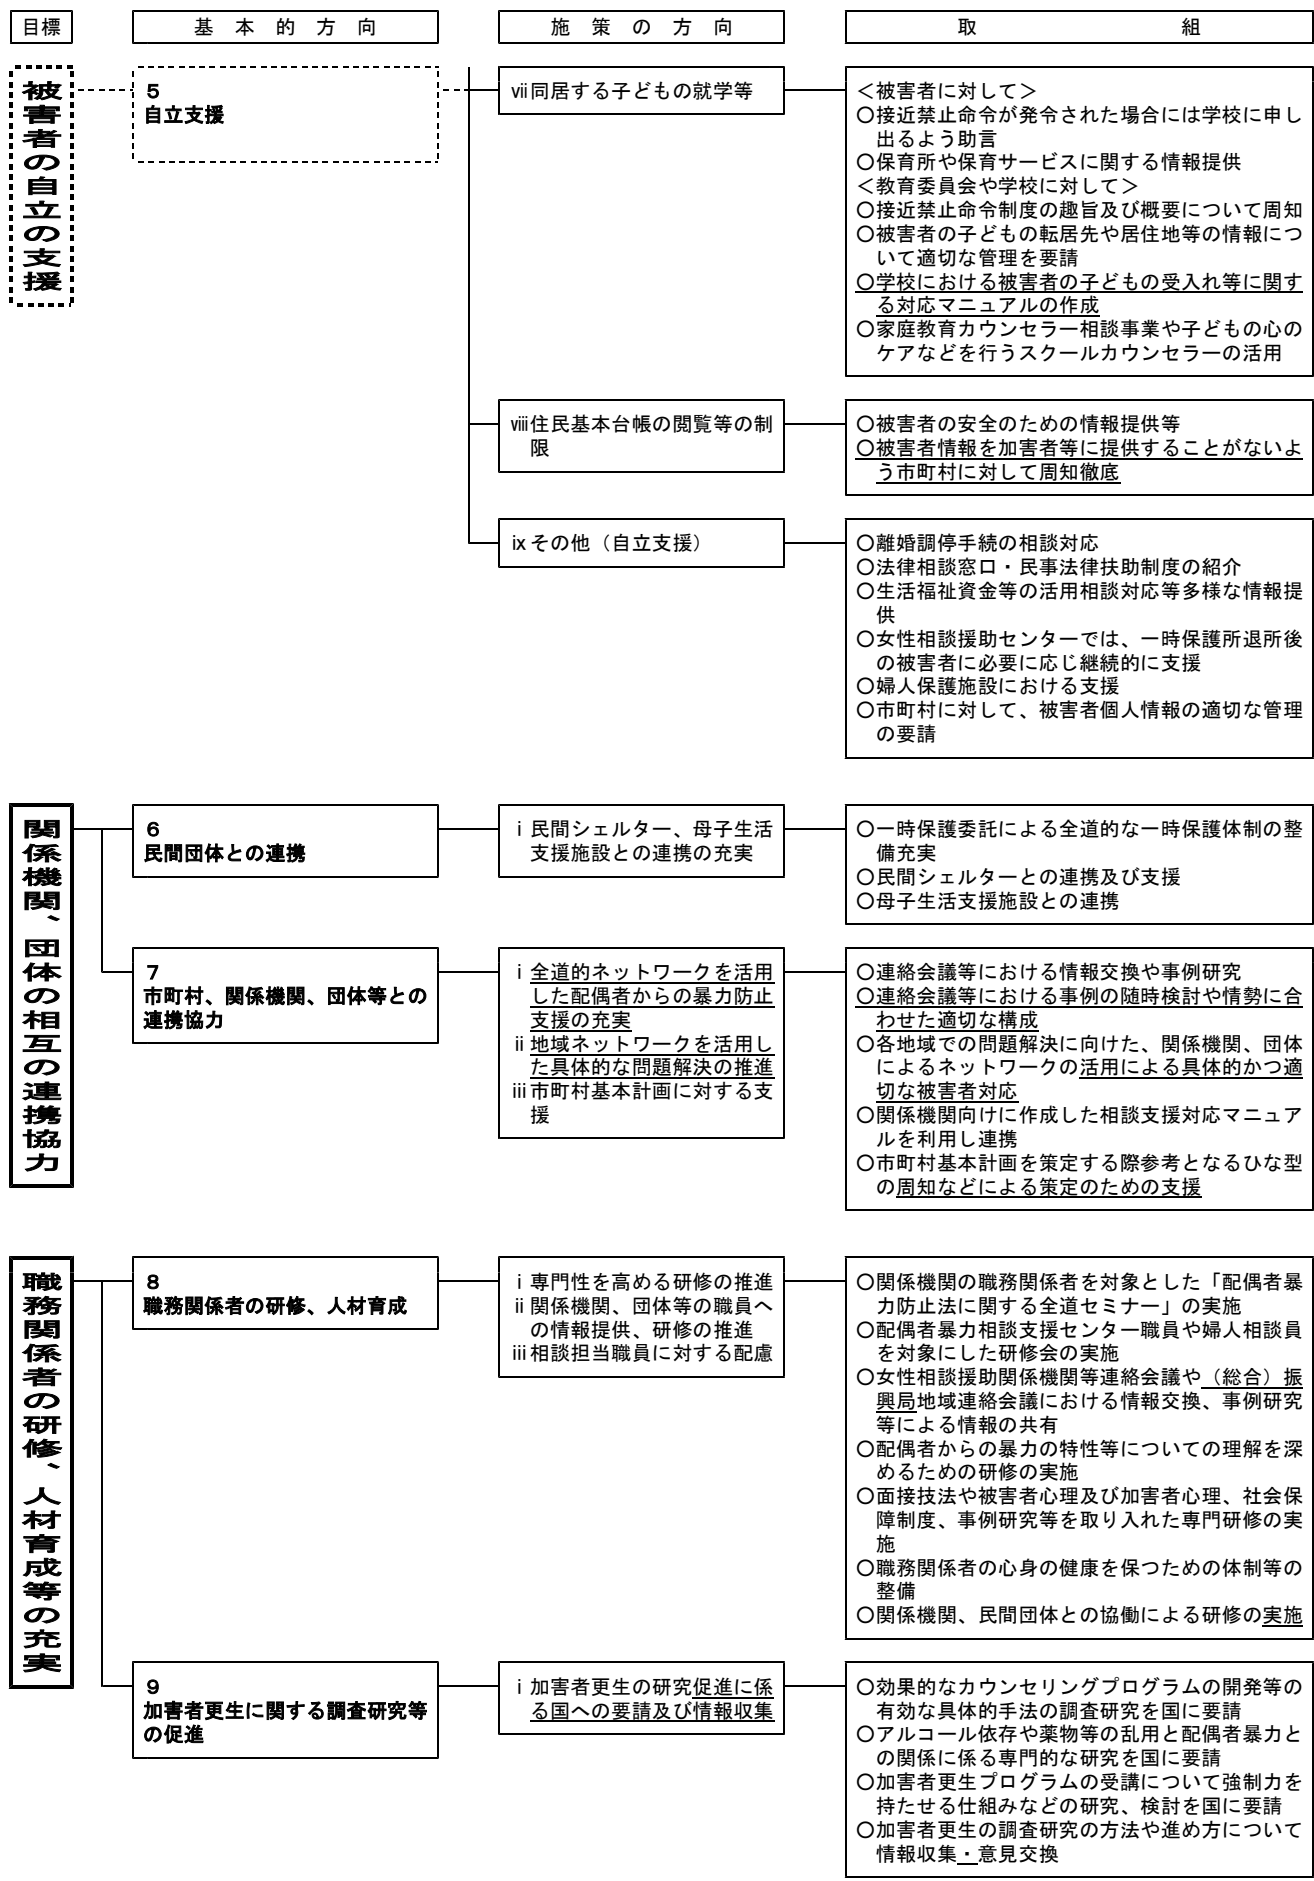 目標
基本的方向
施策の方向
取組
被害者の自立の支援
５
自立支援
ⅶ同居する子どもの就学等
＜被害者に対して＞
○接近禁止命令が発令された場合には学校に申し
出るよう助言
○保育所や保育サービスに関する情報提供
＜教育委員会や学校に対して＞
○接近禁止命令制度の趣旨及び概要について周知
○被害者の子どもの転居先や居住地等の情報につ
いて適切な管理を要請
○学校における被害者の子どもの受入れ等に関す
る対応マニュアルの作成
○家庭教育カウンセラー相談事業や子どもの心の
ケアなどを行うスクールカウンセラーの活用
ⅷ住民基本台帳の閲覧等の制
限
○被害者の安全のための情報提供等
○被害者情報を加害者等に提供することがないよ
う市町村に対して周知徹底
ⅸその他（自立支援）
○離婚調停手続の相談対応
○法律相談窓口・民事法律扶助制度の紹介
○生活福祉資金等の活用相談対応等多様な情報提
供
○女性相談援助センターでは、一時保護所退所後
の被害者に必要に応じ継続的に支援
○婦人保護施設における支援
○市町村に対して、被害者個人情報の適切な管理
の要請
関係機関、団体の相互の連携協力
６
民間団体との連携
ⅰ民間シェルター、母子生活
支援施設との連携の充実
○一時保護委託による全道的な一時保護体制の整
備充実
○民間シェルターとの連携及び支援
○母子生活支援施設との連携
７
市町村、関係機関、団体等との
連携協力
ⅰ全道的ネットワークを活用
した配偶者からの暴力防止
支援の充実
ⅱ地域ネットワークを活用し
た具体的な問題解決の推進
ⅲ市町村基本計画に対する支
援
○連絡会議等における情報交換や事例研究
○連絡会議等における事例の随時検討や情勢に合
わせた適切な構成
○各地域での問題解決に向けた、関係機関、団体
によるネットワークの活用による具体的かつ適
切な被害者対応
○関係機関向けに作成した相談支援対応マニュア
ルを利用し連携
○市町村基本計画を策定する際参考となるひな型
の周知などによる策定のための支援
職務関係者の研修、人材育成等の充実
８
職務関係者の研修、人材育成
ⅰ専門性を高める研修の推進
ⅱ関係機関、団体等の職員へ
の情報提供、研修の推進
ⅲ相談担当職員に対する配慮
○関係機関の職務関係者を対象とした「配偶者暴
力防止法に関する全道セミナー」の実施
○配偶者暴力相談支援センター職員や婦人相談員
を対象にした研修会の実施
○女性相談援助関係機関等連絡会議や（総合）振
興局地域連絡会議における情報交換、事例研究
等による情報の共有
○配偶者からの暴力の特性等についての理解を深
めるための研修の実施
○面接技法や被害者心理及び加害者心理、社会保
障制度、事例研究等を取り入れた専門研修の実
施
○職務関係者の心身の健康を保つための体制等の
整備
○関係機関、民間団体との協働による研修の実施
９
加害者更生に関する調査研究等
の促進
ⅰ加害者更生の研究促進に係
る国への要請及び情報収集
○効果的なカウンセリングプログラムの開発等の
有効な具体的手法の調査研究を国に要請
○アルコール依存や薬物等の乱用と配偶者暴力と
の関係に係る専門的な研究を国に要請
○加害者更生プログラムの受講について強制力を
持たせる仕組みなどの研究、検討を国に要請
○加害者更生の調査研究の方法や進め方について
情報収集・意見交換